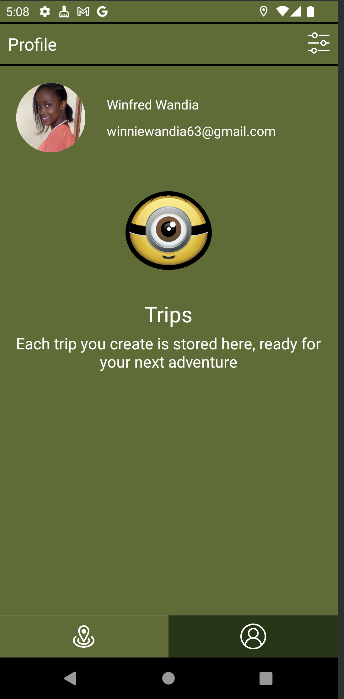 5:08
Profile
Winfred Wandia
winniewandia63@gmail.com
Trips
Each trip you create is stored here, ready for
your next adventure